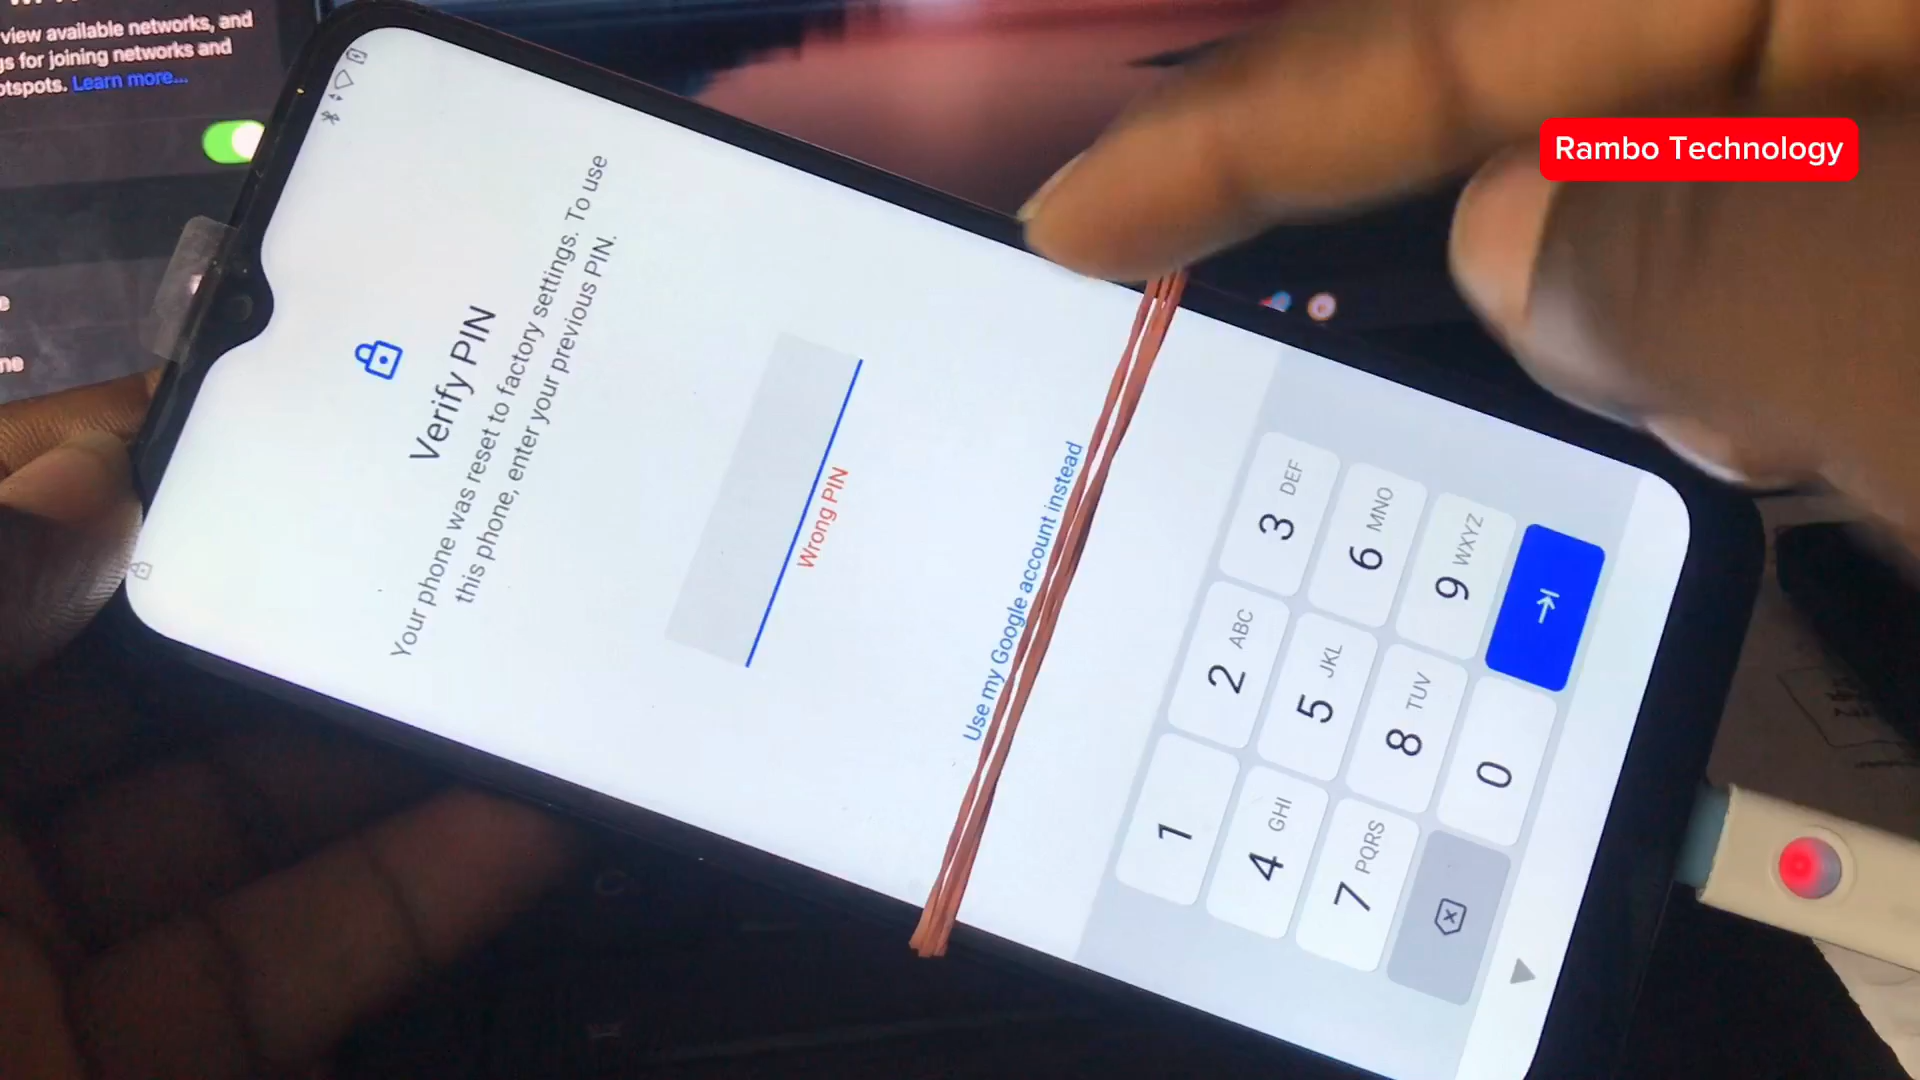 view available networks, and
gs for joining networks and
otspots. Learn more...
Rambo Technology
Verify PIN
Your phone was reset to factory settings. To use
this phone, enter your previous PIN.
Wrong PIN
Use my Google account instead
1
2 ABC
3 DEF
4 GHI
5 JKL
6 MNO
7 PQRS
8 TUV
9 WXYZ
0